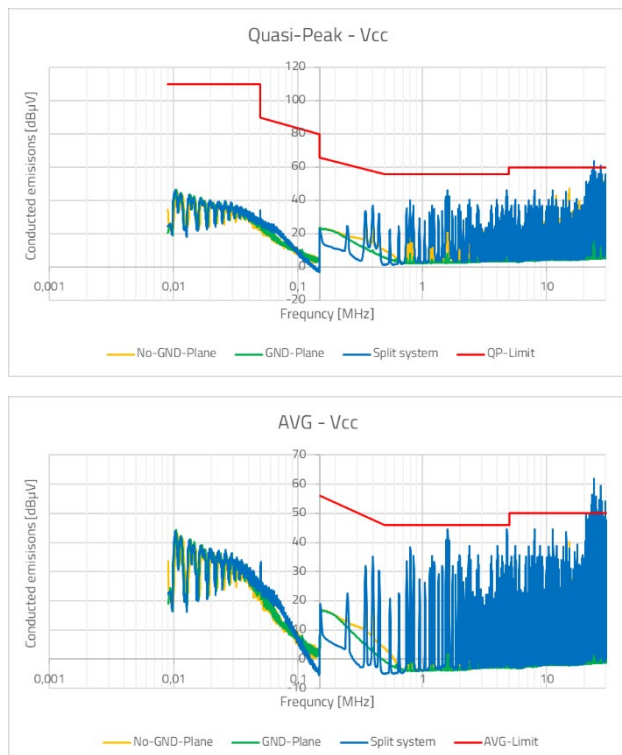 Quasi-Peak - Vcc
Conducted emisisons [dBµV]
120
100
80
60
40
20
0
-20
0,001
0,01
0,1
1
10
Frequncy [MHz]
No-GND-Plane
GND-Plane
Split system
QP-Limit
AVG - Vcc
Conducted emisisons [dBµV]
70
60
50
40
30
20
10
0
-10
0,001
0,01
0,1
1
10
Frequncy [MHz]
No-GND-Plane
GND-Plane
Split system
AVG-Limit